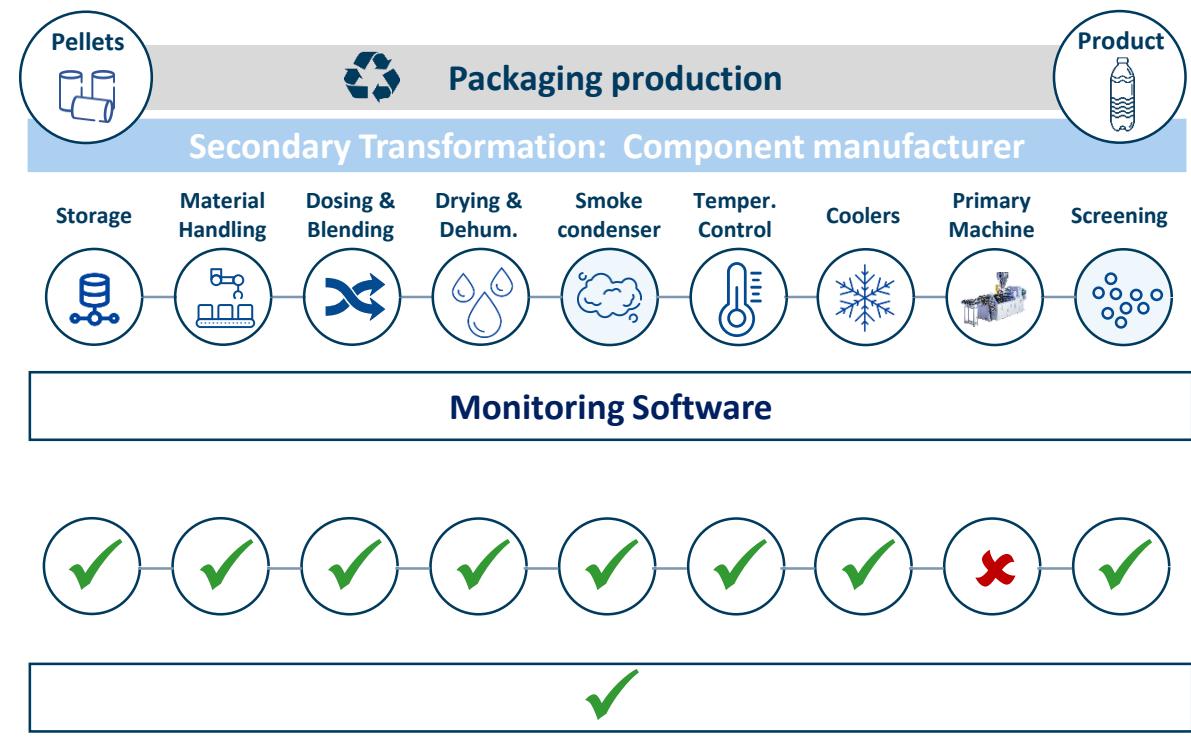 Pellets
Product
Packaging production
Secondary Transformation: Component manufacturer
Storage
Material
Handling
Dosing &
Blending
Drying &
Dehum.
Smoke
condenser
Temper.
Control
Coolers
Primary
Machine
Screening
Monitoring Software